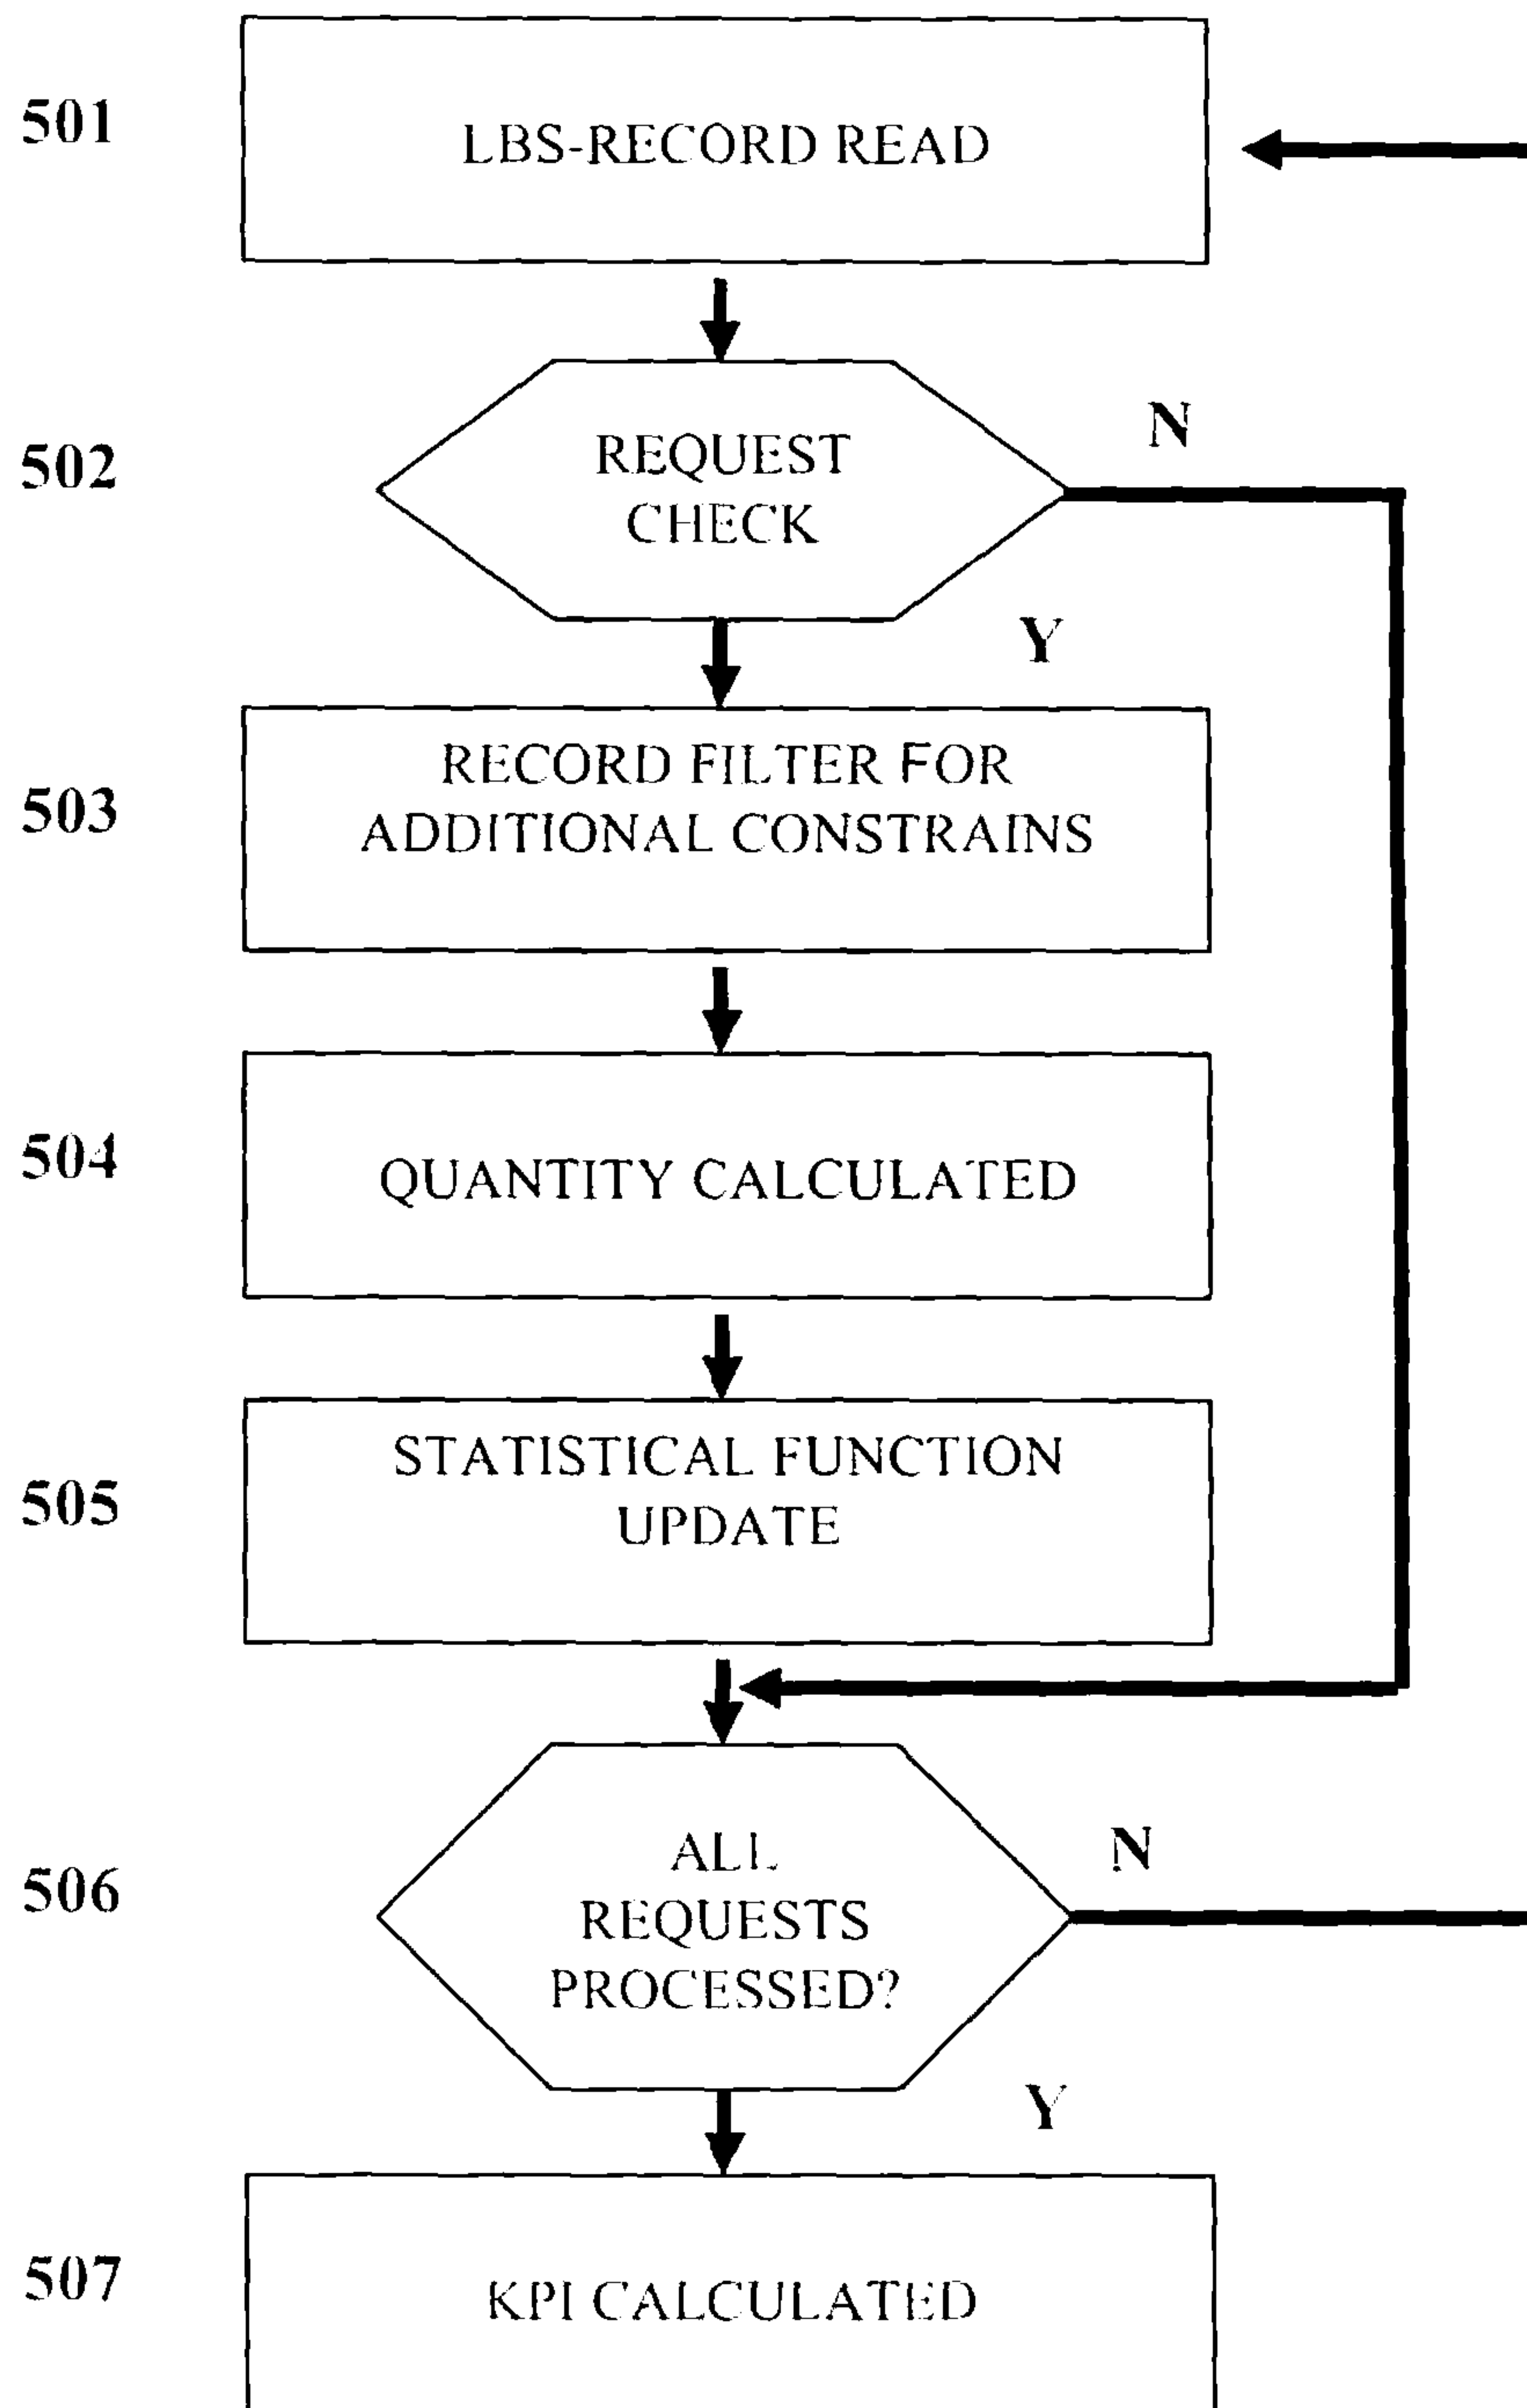 501
LBS-RECORD READ
502
REQUEST
CHECK
N
Y
503
RECORD FILTER FOR
ADDITIONAL CONSTRAINS
504
QUANTITY CALCULATED
505
STATISTICAL FUNCTION
UPDATE
506
ALL
REQUESTS
PROCESSED?
N
Y
507
KPI CALCULATED